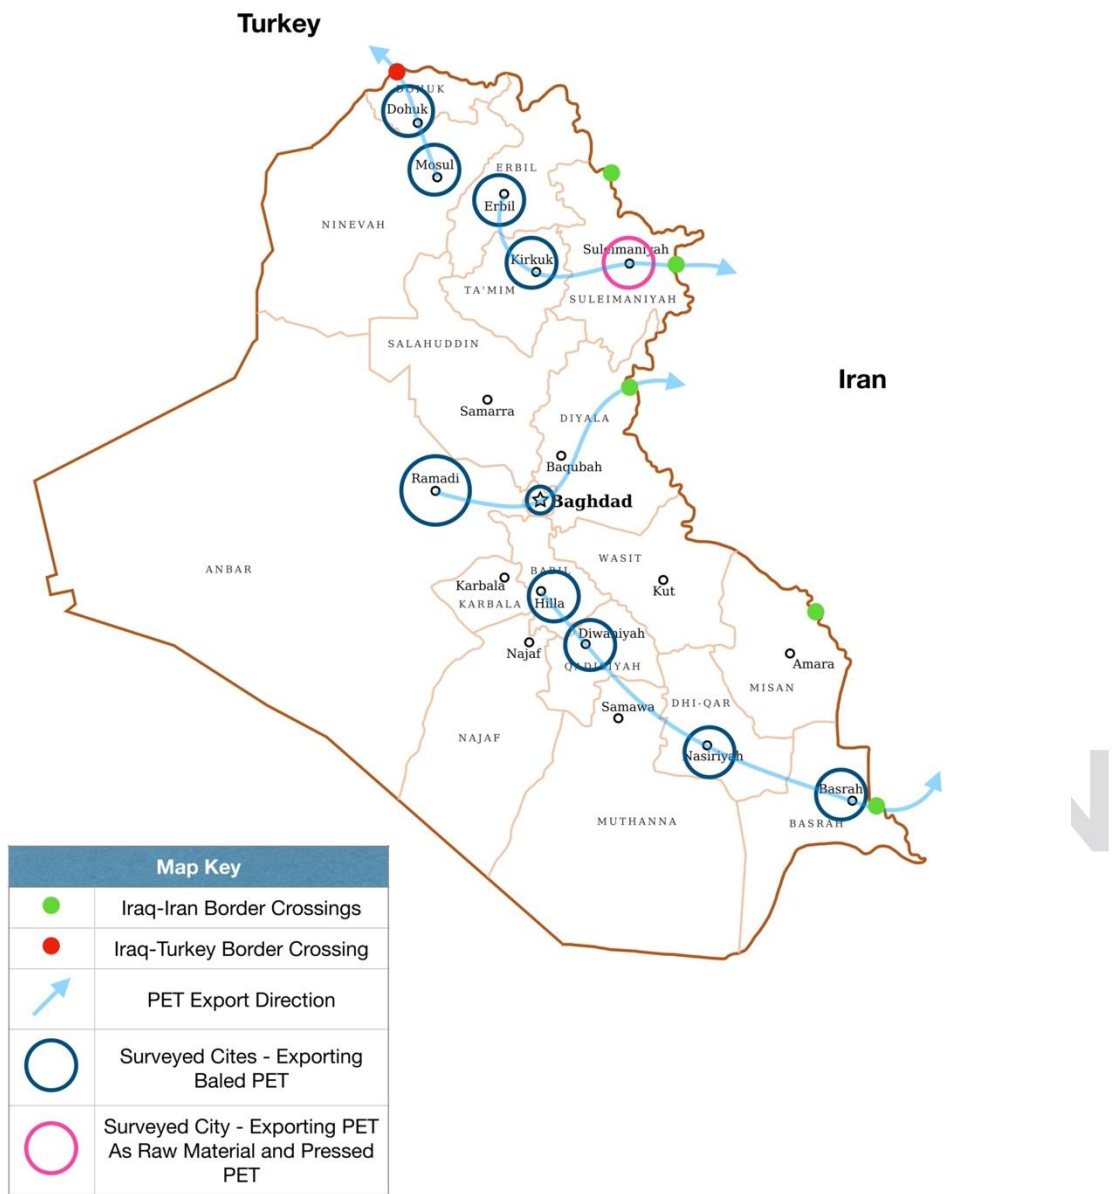 Turkey
DOHUK
Dohuk
Mosul
ERBIL
Erbil
NINEVAH
Suleimaniyah
Kirkuk
TA'MIM
SULEIMANIYAH
SALAHUDDIN
Iran
Samarra
DIYALA
Baqubah
Ramadi
Baghdad
WASIT
ANBAR
BABIL
Karbala
Kut
KARBALA
Hilla
Diwaniyah
Najaf
QADISIYAH
Amara
MISAN
DHI-QAR
Samawa
NAJAF
Nasiriyah
Basrah
MUTHANNA
BASRAH
Map Key
Iraq-Iran Border Crossings
Iraq-Turkey Border Crossing
PET Export Direction
Surveyed Cites - Exporting
Baled PET
Surveyed City - Exporting PET
As Raw Material and Pressed
PET